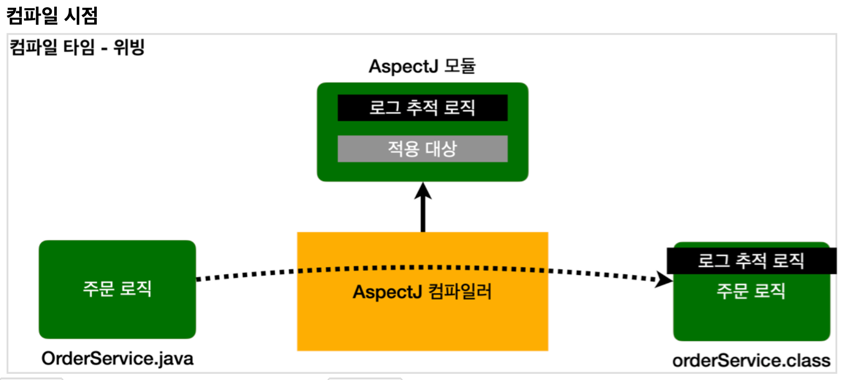 컴파일 시점
컴파일 타임 - 위빙
AspectJ 모듈
로그 추적 로직
적용 대상
주문 로직
OrderService.java
AspectJ 컴파일러
로그 추적 로직
주문 로직
orderService.class